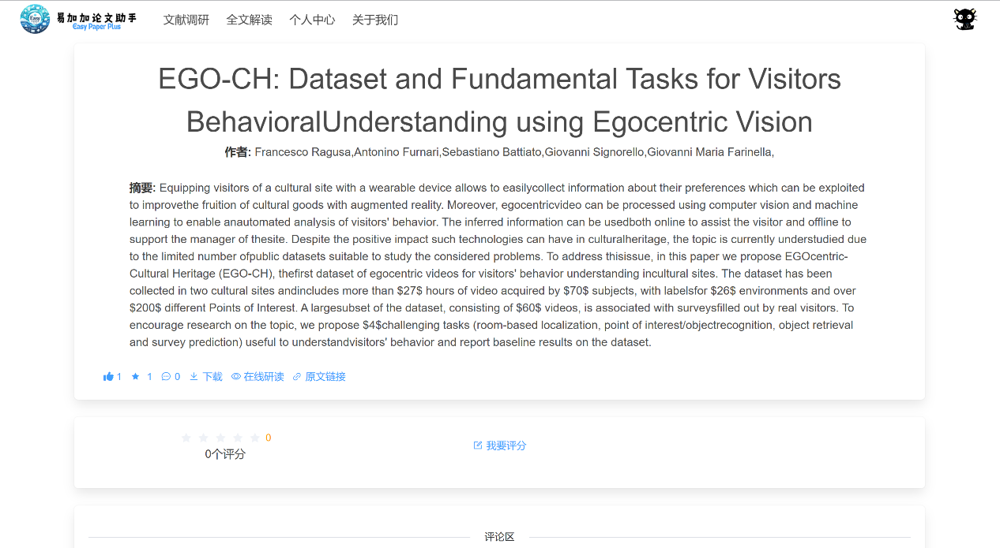 易加加论文助手
Easy Paper Plus
文献调研 全文解读 个人中心 关于我们
EGO-CH: Dataset and Fundamental Tasks for Visitors
BehavioralUnderstanding using Egocentric Vision
作者: Francesco Ragusa,Antonino Furnari,Sebastiano Battiato,Giovanni Signorello,Giovanni Maria Farinella,
摘要: Equipping visitors of a cultural site with a wearable device allows to easilycollect information about their preferences which can be exploited
to improvethe fruition of cultural goods with augmented reality. Moreover, egocentricvideo can be processed using computer vision and machine
learning to enable anautomated analysis of visitors' behavior. The inferred information can be usedboth online to assist the visitor and offline to
support the manager of thesite. Despite the positive impact such technologies can have in culturalheritage, the topic is currently understudied due
to the limited number ofpublic datasets suitable to study the considered problems. To address thisissue, in this paper we propose EGOcentric-
Cultural Heritage (EGO-CH), thefirst dataset of egocentric videos for visitors' behavior understanding incultural sites. The dataset has been
collected in two cultural sites andincludes more than $27$ hours of video acquired by $70$ subjects, with labelsfor $26$ environments and over
$200$ different Points of Interest. A largesubset of the dataset, consisting of $60$ videos, is associated with surveysfilled out by real visitors. To
encourage research on the topic, we propose $4$challenging tasks (room-based localization, point of interest/objectrecognition, object retrieval
and survey prediction) useful to understandvisitors' behavior and report baseline results on the dataset.
1 1 0 下载 在线研读 原文链接
0
我要评分
0个评分
评论区